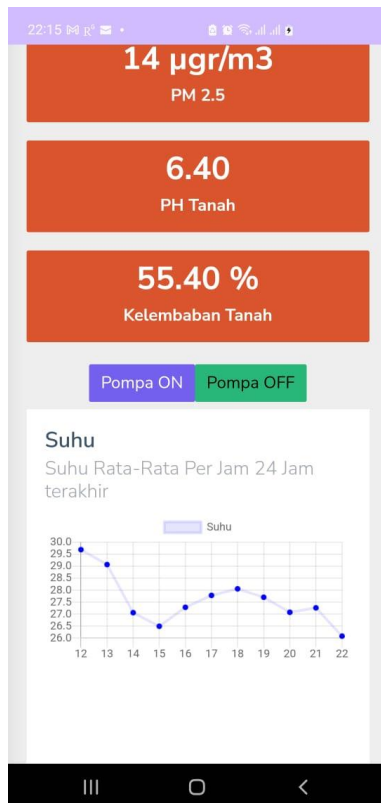 22:15
14 µgr/m3
PM 2.5
6.40
PH Tanah
55.40 %
Kelembaban Tanah
Pompa ON Pompa OFF
Suhu
Suhu Rata-Rata Per Jam 24 Jam
terakhir
Suhu
30.0
29.5
29.0
28.5
28.0
27.5
27.0
26.5
26.0
12 13 14 15 16 17 18 19 20 21 22